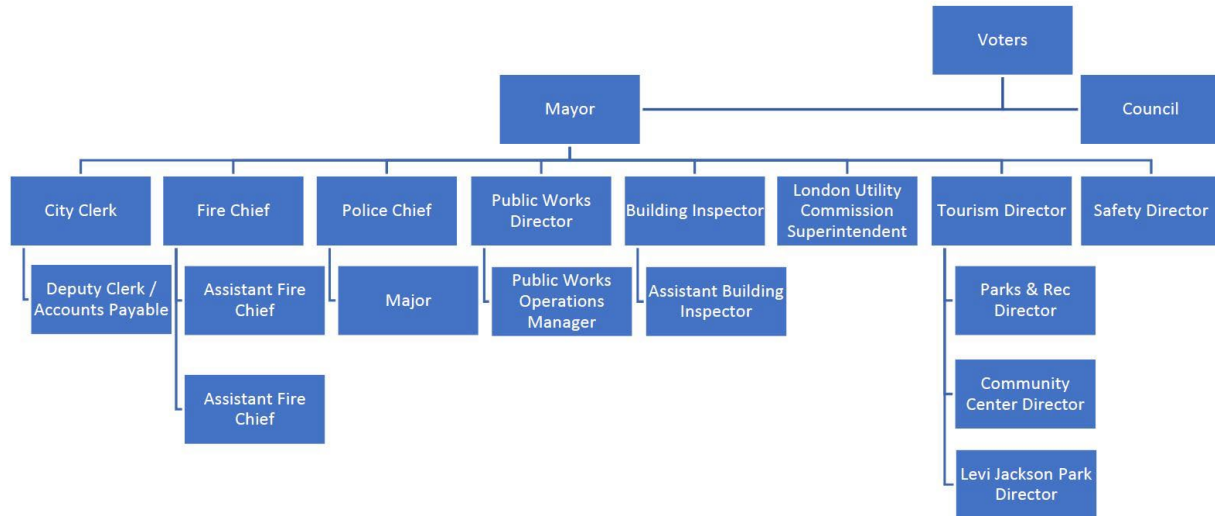 Voters
Mayor
Council
City Clerk
Fire Chief
Police Chief
Public Works
Director
Building Inspector
London Utility
Commission
Superintendent
Tourism Director
Safety Director
Deputy Clerk /
Accounts Payable
Assistant Fire
Chief
Major
Public Works
Operations
Manager
Assistant Building
Inspector
Parks & Rec
Director
Assistant Fire
Chief
Community
Center Director
Levi Jackson Park
Director